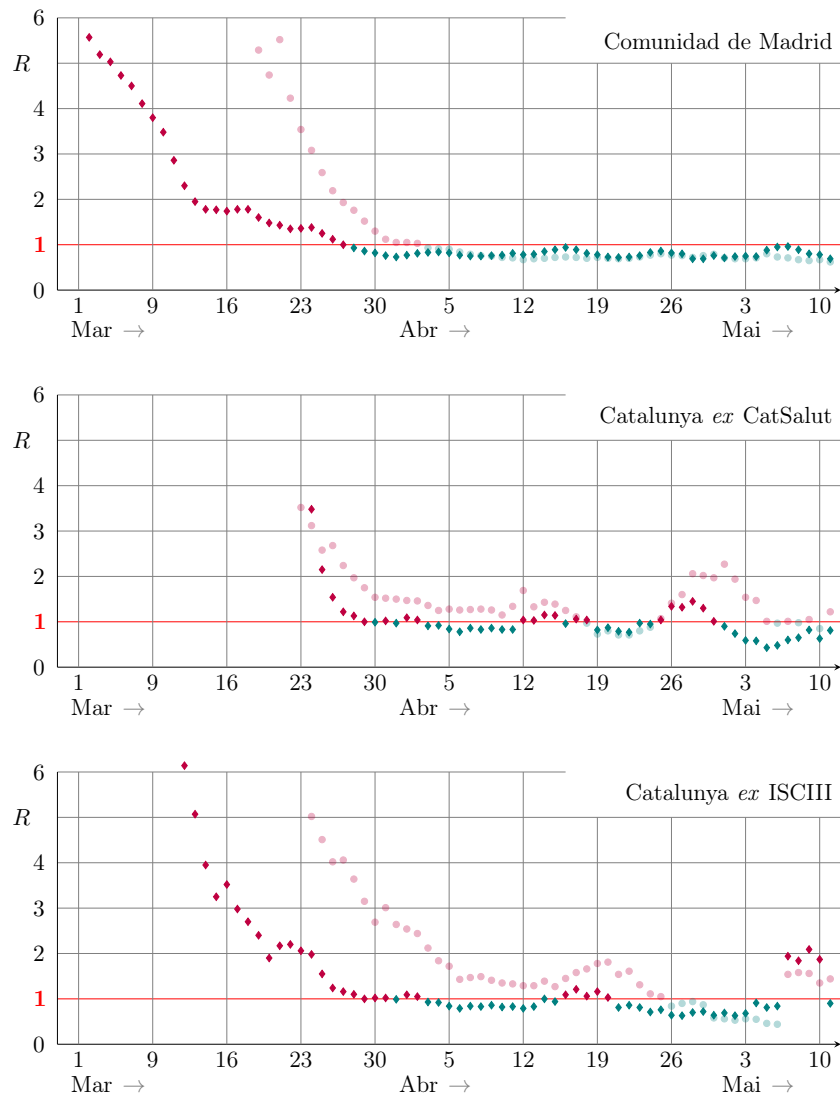 6
Comunidad de Madrid
R
4
3
2
1
0
1 9 16 23 30 5 12 19 26 3 10
Mar → Abr → Mai →
6
Catalunya ex CatSalut
R
4
3
2
1
0
1 9 16 23 30 5 12 19 26 3 10
Mar → Abr → Mai →
6
Catalunya ex ISCIII
R
4
3
2
1
0
1 9 16 23 30 5 12 19 26 3 10
Mar → Abr → Mai →